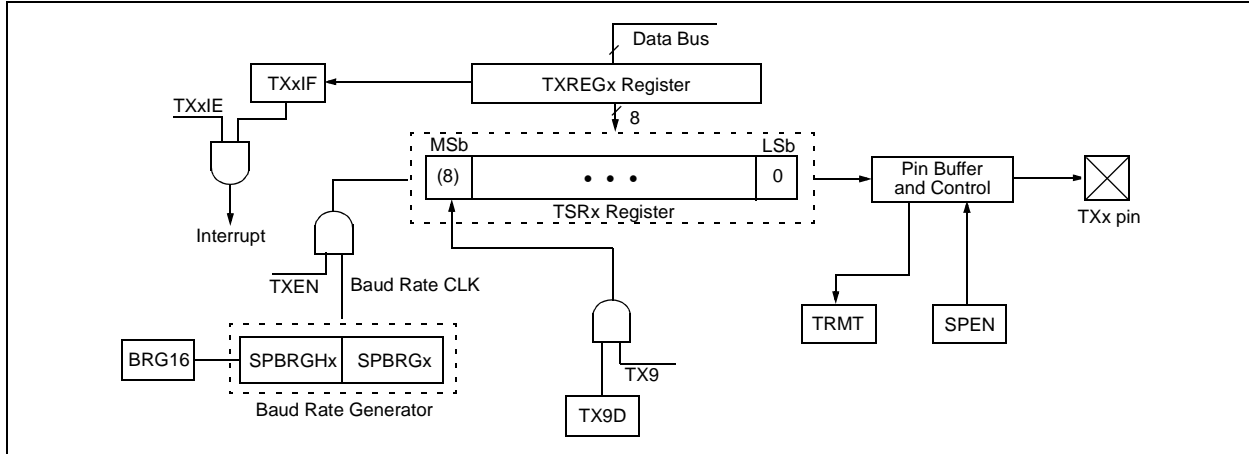 Data Bus
TXxIF
TXREGx Register
TXxIE
8
MSb
LSb
(8)
• • •
0
Pin Buffer
and Control
TSRx Register
TXx pin
Interrupt
TXEN
Baud Rate CLK
TRMT
SPEN
BRG16
SPBRGHx
SPBRGx
TX9
Baud Rate Generator
TX9D